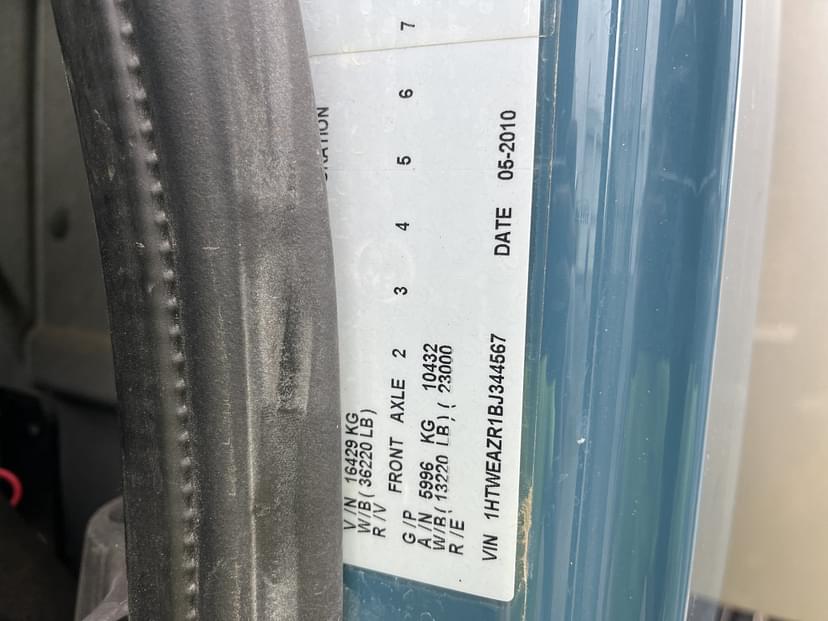 V/N 16429 KG
W/B(36220 LB)
R/V
G/P FRONT AXLE 2 3 4 5 6 7
A/N 5996 KG 10432
W/B(13220 LB)( 23000
R/E
VIN 1HTWEAZR1BJ344567 DATE 05-2010